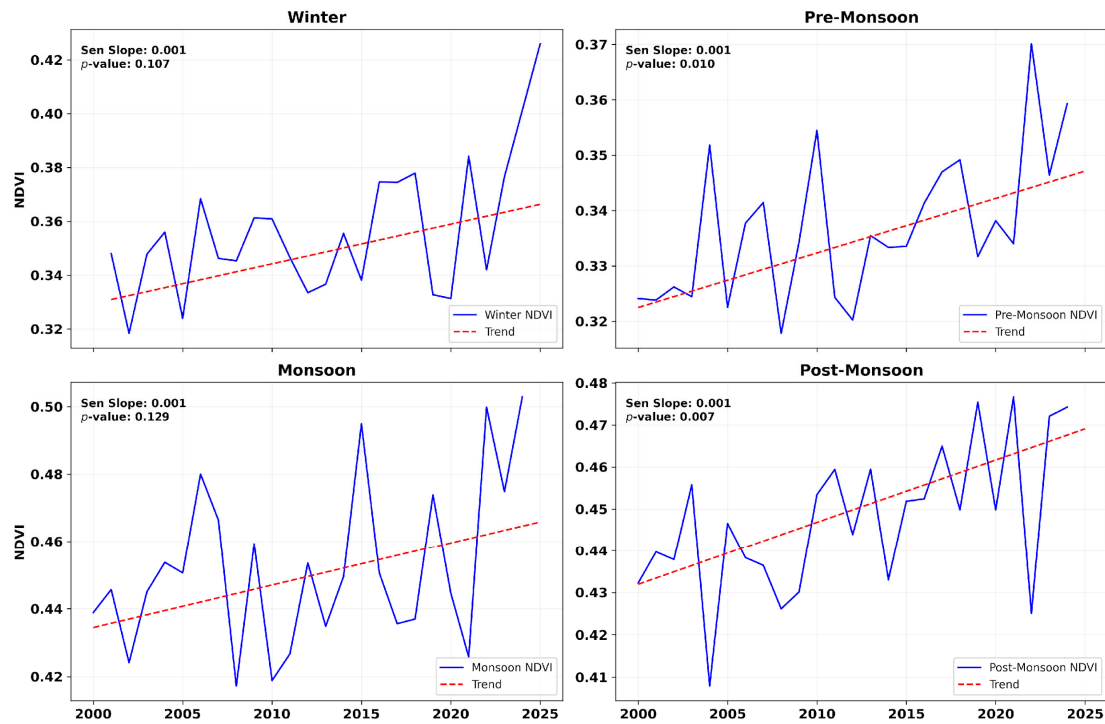 Winter
Sen Slope: 0.001
p-value: 0.107
NDVI
0.42
0.40
0.38
0.36
0.34
0.32
Winter NDVI
Trend
Pre-Monsoon
Sen Slope: 0.001
p-value: 0.010
0.37
0.36
0.35
0.34
0.33
0.32
Pre-Monsoon NDVI
Trend
Monsoon
Sen Slope: 0.001
p-value: 0.129
NDVI
0.50
0.48
0.46
0.44
0.42
Monsoon NDVI
Trend
2000 2005 2010 2015 2020 2025
Post-Monsoon
Sen Slope: 0.001
p-value: 0.007
0.48
0.47
0.46
0.45
0.44
0.43
0.42
0.41
Post-Monsoon NDVI
Trend
2000 2005 2010 2015 2020 2025